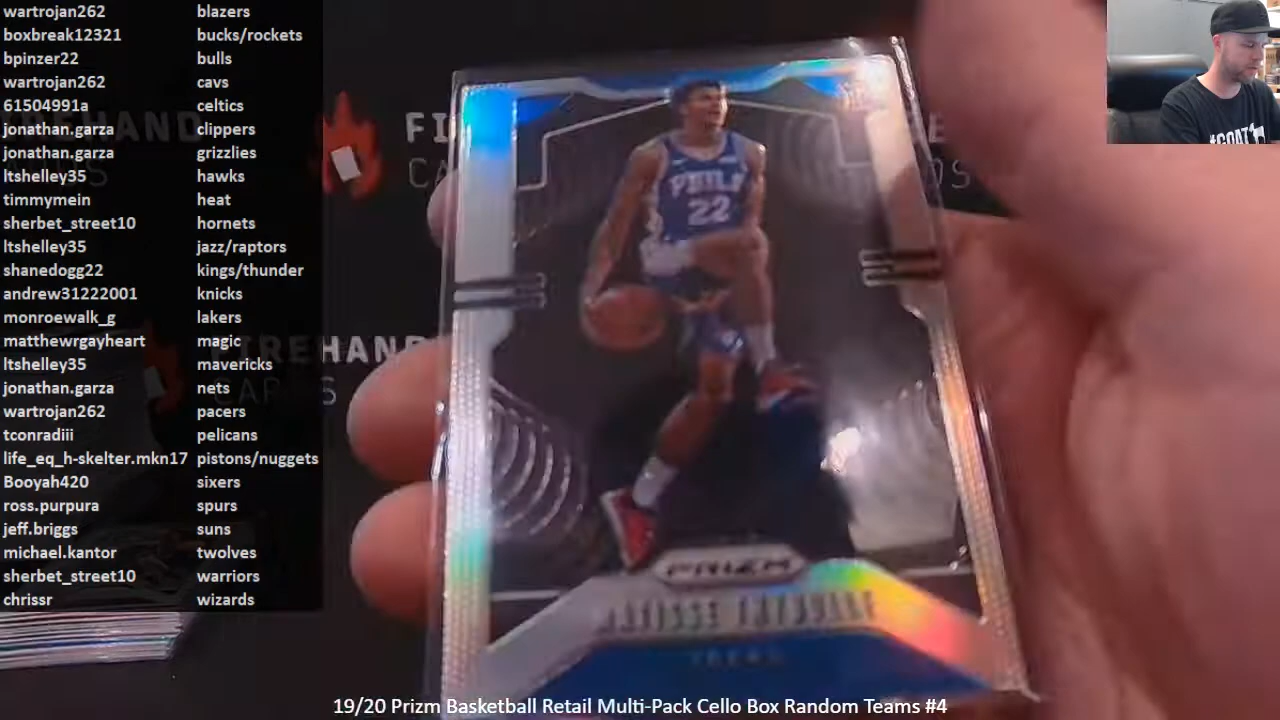 wartrojan262 blazers
boxbreak12321 bucks/rockets
bpinzer22 bulls
wartrojan262 cavs
61504991a celtics
jonathan.garza clippers
jonathan.garza grizzlies
ltshelley35 hawks
timmymein heat
sherbet_street10 hornets
ltshelley35 jazz/raptors
shanedogg22 kings/thunder
andrew31222001 knicks
monroewalk_g lakers
matthewrgayheart magic
ltshelley35 mavericks
jonathan.garza nets
wartrojan262 pacers
tconradiii pelicans
life_eq_h-skelter.mkn17 pistons/nuggets
Booyah420 sixers
ross.purpura spurs
jeff.briggs suns
michael.kantor twolves
sherbet_street10 warriors
chrissr wizards
PHILA
22
PRIZM
MATISSE THYBULLE
FIREHAND
#GOAT
19/20 Prizm Basketball Retail Multi-Pack Cello Box Random Teams #4